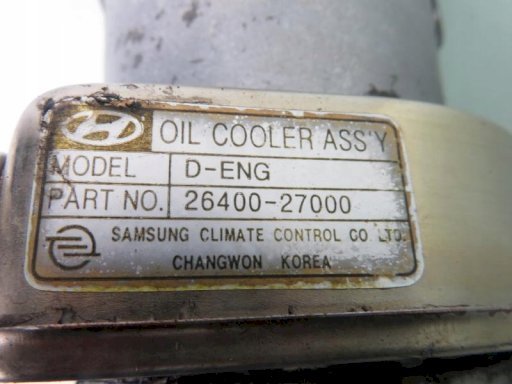 OIL COOLER ASS'Y
MODEL D-ENG
PART NO. 26400-27000
SAMSUNG CLIMATE CONTROL CO. LTD.
CHANGWON KOREA